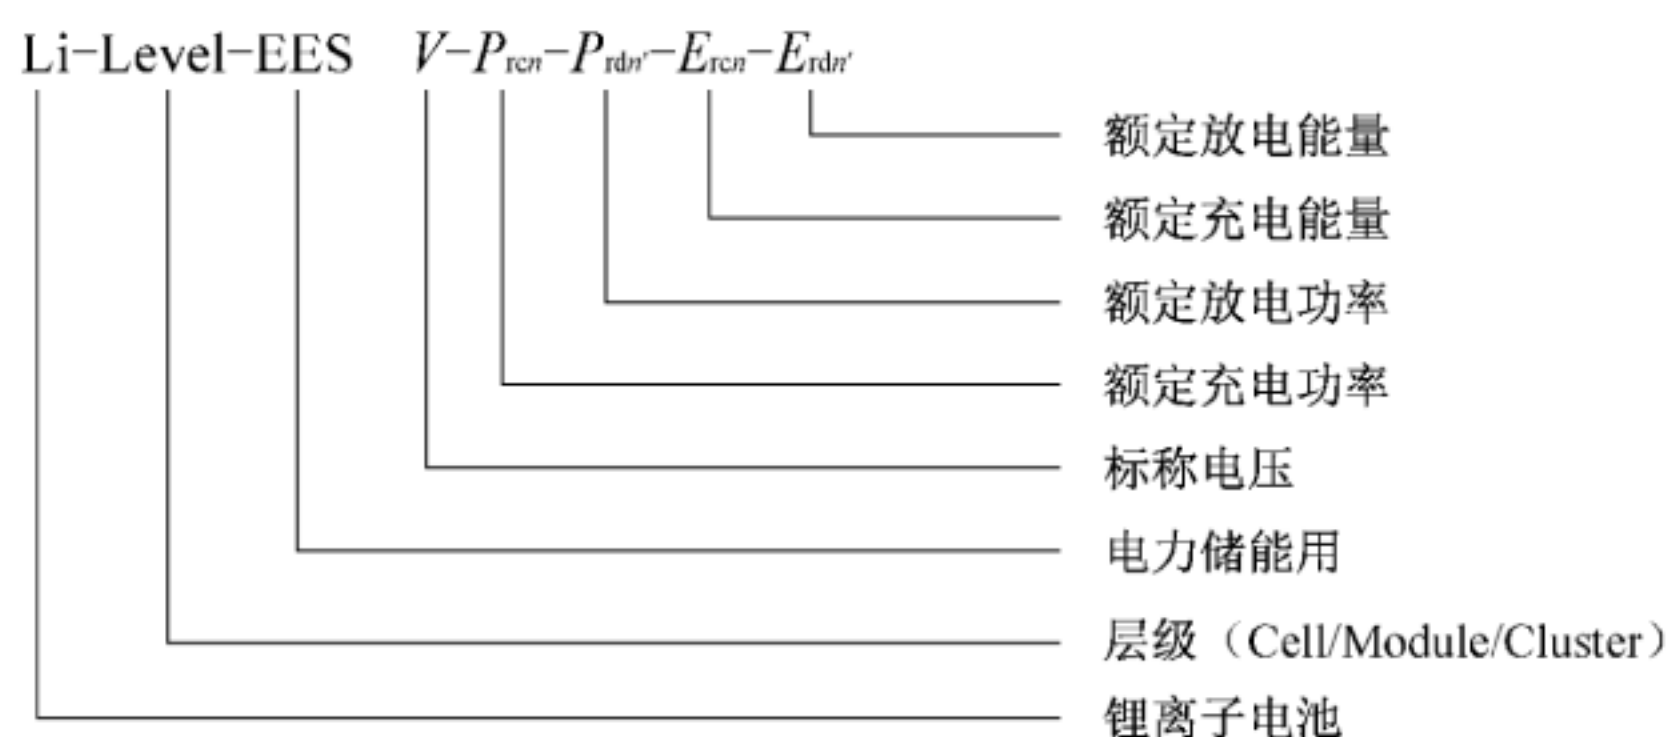 Li-Level-EES V-Prcn-Prdn'-Ercn-Erdn'
额定放电能量
额定充电能量
额定放电功率
额定充电功率
标称电压
电力储能用
层级（Cell/Module/Cluster）
锂离子电池